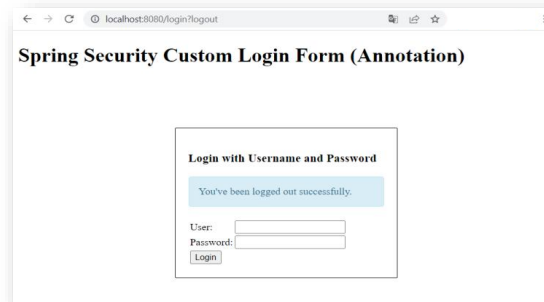 localhost:8080/login?logout
Spring Security Custom Login Form (Annotation)
Login with Username and Password
You've been logged out successfully.
User:
Password:
Login